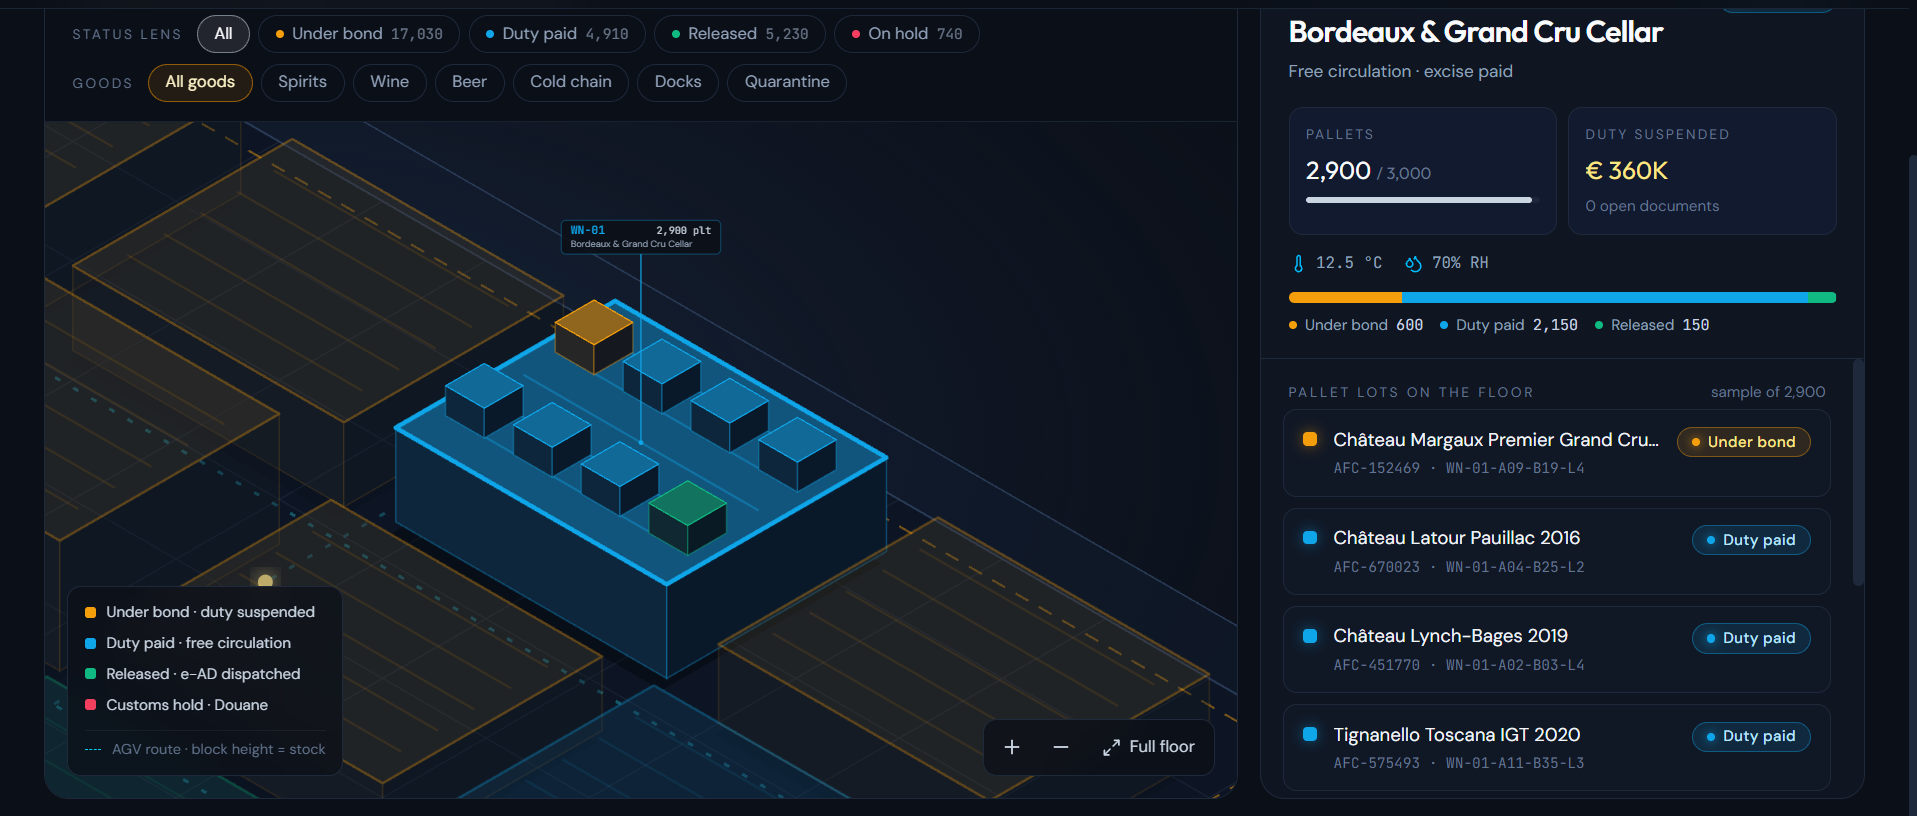 STATUS LENS All Under bond 17,030 Duty paid 4,910 Released 5,230 On hold 740
GOODS All goods Spirits Wine Beer Cold chain Docks Quarantine
WN-01 2,900 plt
Bordeaux & Grand Cru Cellar
Under bond · duty suspended
Duty paid · free circulation
Released · e-AD dispatched
Customs hold · Douane
AGV route · block height = stock
Full floor
Bordeaux & Grand Cru Cellar
Free circulation · excise paid
PALLETS
2,900 / 3,000
DUTY SUSPENDED
€ 360K
0 open documents
12.5 °C 70% RH
Under bond 600 Duty paid 2,150 Released 150
PALLET LOTS ON THE FLOOR sample of 2,900
Château Margaux Premier Grand Cru... Under bond
AFC-152469 · WN-01-A09-B19-L4
Château Latour Pauillac 2016 Duty paid
AFC-670023 · WN-01-A04-B25-L2
Château Lynch-Bages 2019 Duty paid
AFC-451770 · WN-01-A02-B03-L4
Tignanello Toscana IGT 2020 Duty paid
AFC-575493 · WN-01-A11-B35-L3